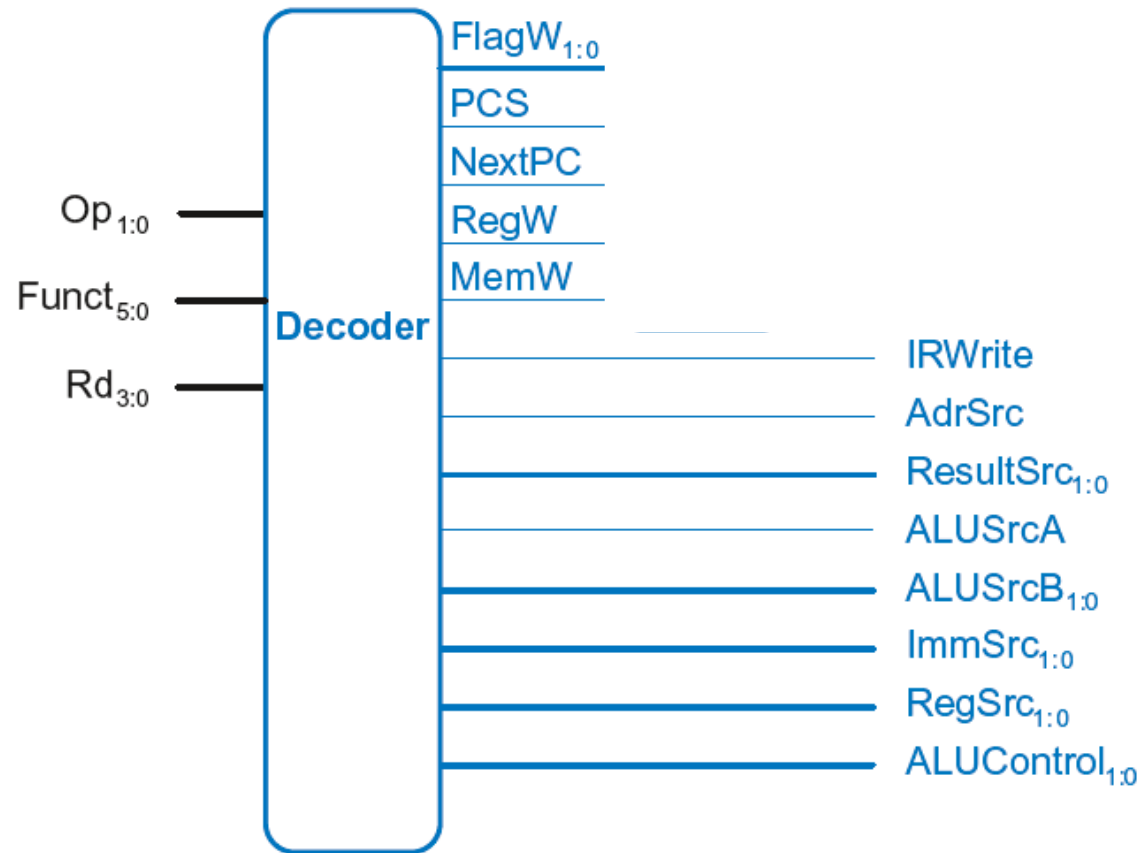 FlagW1:0
PCS
NextPC
Op1:0
RegW
Funct5:0
MemW
Decoder
IRWrite
Rd3:0
AdrSrc
ResultSrc1:0
ALUSrcA
ALUSrcB1:0
ImmSrc1:0
RegSrc1:0
ALUControl1:0